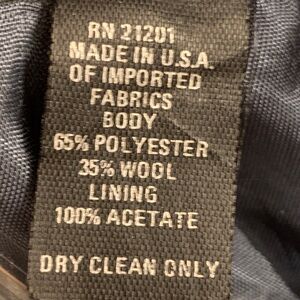 RN 21201
MADE IN U.S.A.
OF IMPORTED
FABRICS
BODY
65% POLYESTER
35% WOOL
LINING
100% ACETATE
DRY CLEAN ONLY